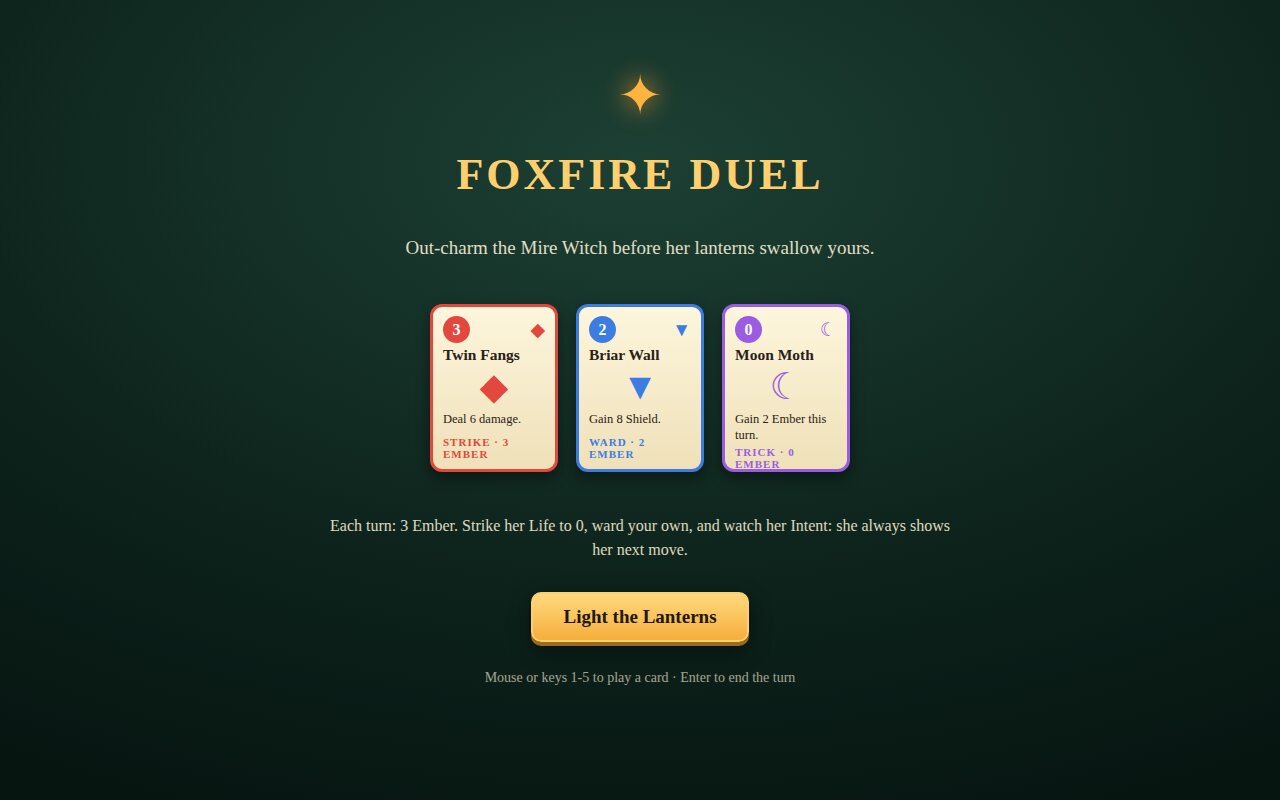 FOXFIRE DUEL
Out-charm the Mire Witch before her lanterns swallow yours.
3
Twin Fangs
Deal 6 damage.
STRIKE · 3
EMBER
2
Briar Wall
Gain 8 Shield.
WARD · 2
EMBER
0
Moon Moth
Gain 2 Ember this
turn.
TRICK · 0
EMBER
Each turn: 3 Ember. Strike her Life to 0, ward your own, and watch her Intent: she always shows
her next move.
Light the Lanterns
Mouse or keys 1-5 to play a card · Enter to end the turn